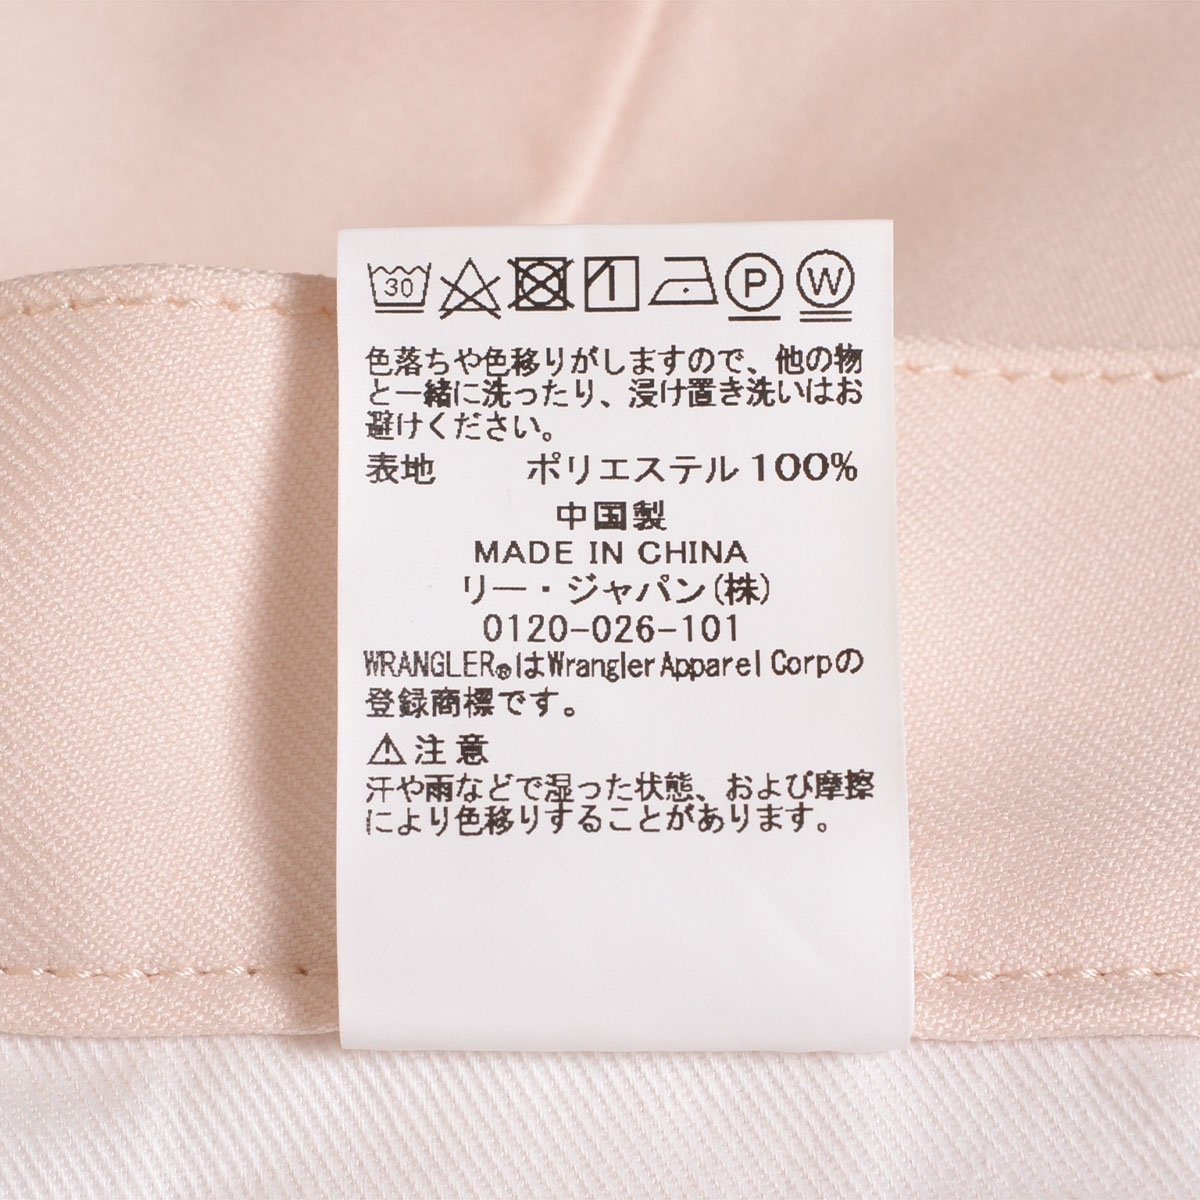 30 P W
色落ちや色移りがしますので、他の物
と一緒に洗ったり、浸け置き洗いはお
避けください。
表地 ポリエステル 100%
中国製
MADE IN CHINA
リー・ジャパン(株)
0120-026-101
WRANGLER®はWrangler Apparel Corpの
登録商標です。
⚠注意
汗や雨などで湿った状態、および摩擦
により色移りすることがあります。